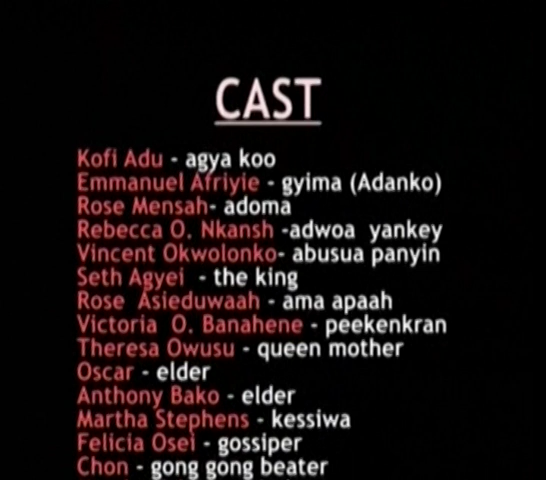 CAST
Kofi Adu - agya koo
Emmanuel Afriyie - gyima (Adanko)
Rose Mensah- adoma
Rebecca O. Nkansh -adwoa yankey
Vincent Okwolonko- abusua panyin
Seth Agyei - the king
Rose Asieduwaah - ama apaah
Victoria O. Banahene - peekenkran
Theresa Owusu - queen mother
Oscar - elder
Anthony Bako - elder
Martha Stephens - kessiwa
Felicia Osei - gossiper
Chon - gong gong beater